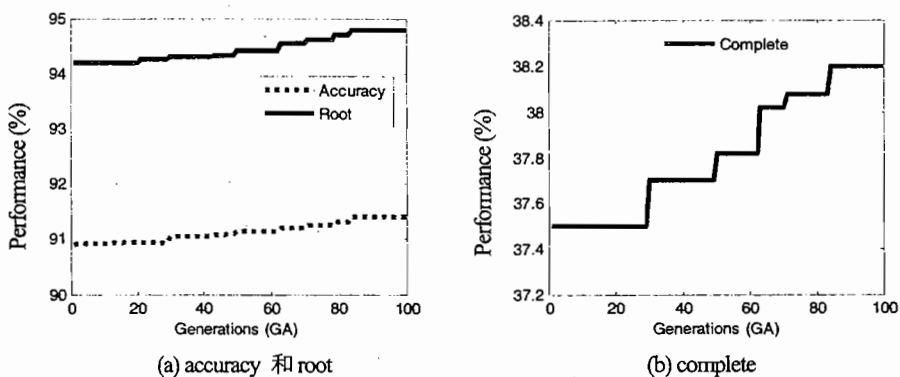 95
94
93
92
91
90
Performance (%)
Accuracy
Root
0 20 40 60 80 100
Generations (GA)
(a) accuracy 和 root
38.4
38.2
38
37.8
37.6
37.4
37.2
Performance (%)
Complete
0 20 40 60 80 100
Generations (GA)
(b) complete